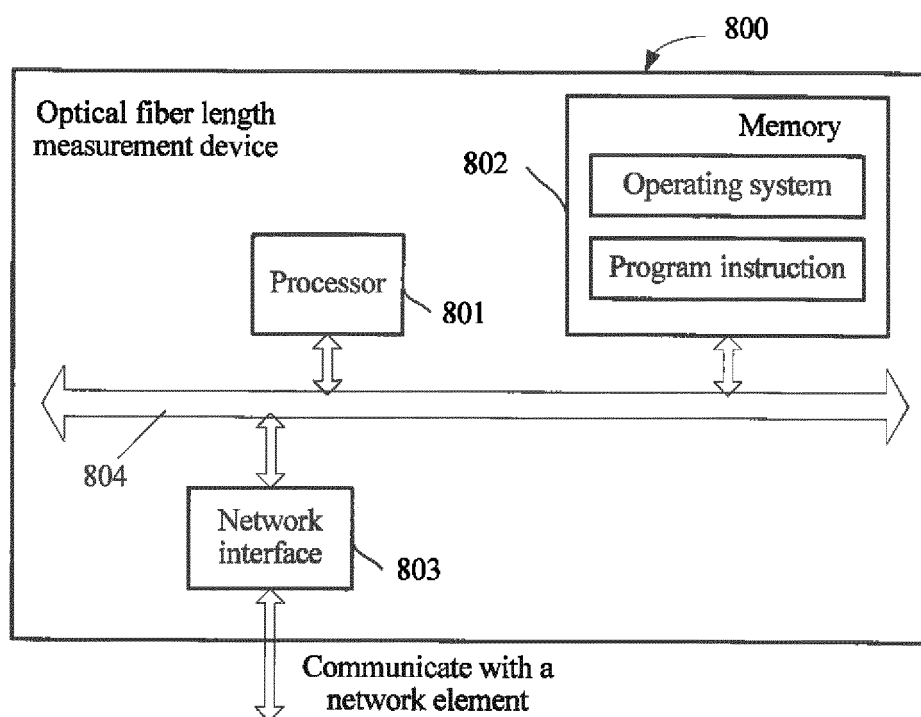 800
Optical fiber length
measurement device
Memory
802
Operating system
Program instruction
Processor
801
804
Network
interface
803
Communicate with a
network element